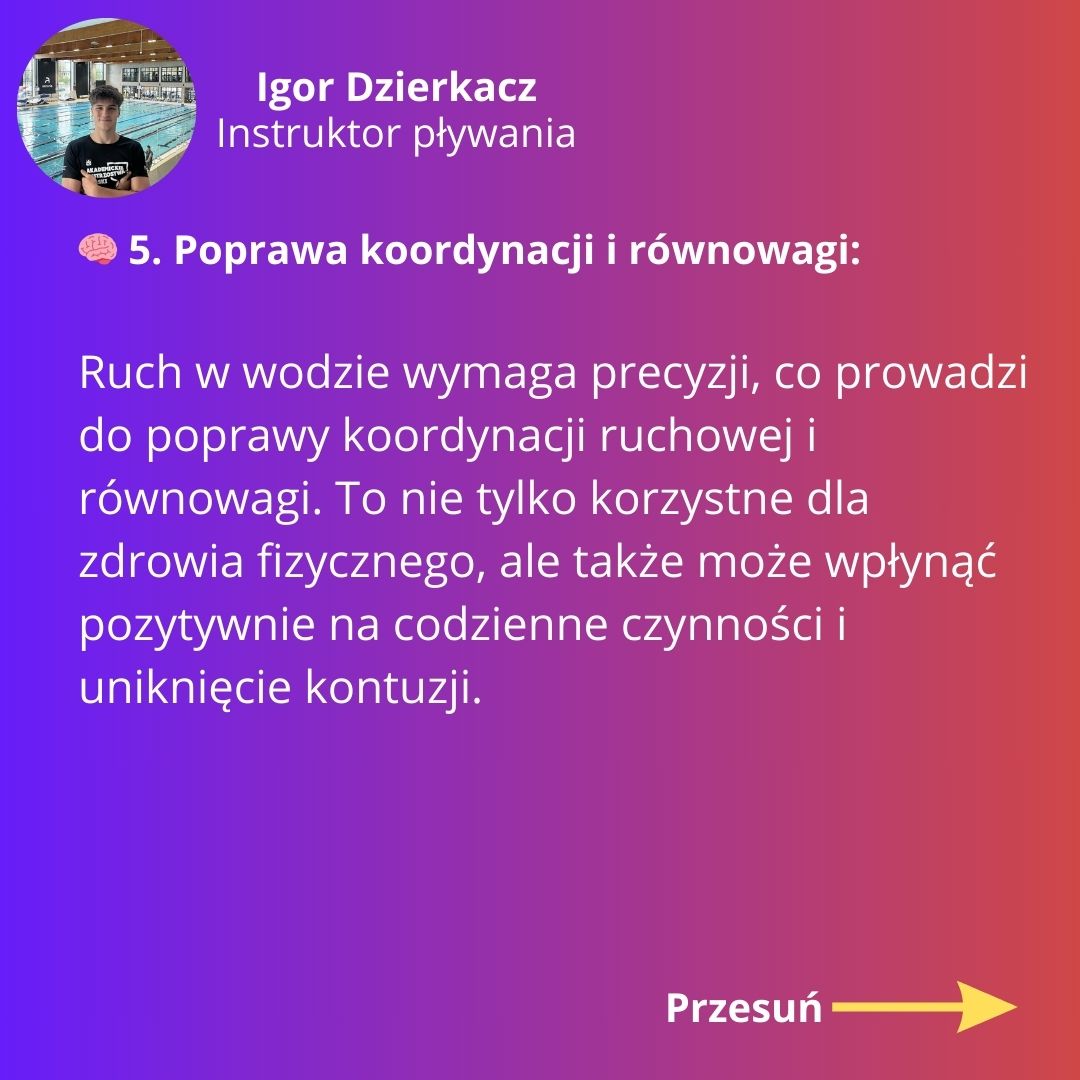 Igor Dzierkacz
Instruktor pływania
🧠 5. Poprawa koordynacji i równowagi:
Ruch w wodzie wymaga precyzji, co prowadzi
do poprawy koordynacji ruchowej i
równowagi. To nie tylko korzystne dla
zdrowia fizycznego, ale także może wpłynąć
pozytywnie na codzienne czynności i
uniknięcie kontuzji.
Przesuń